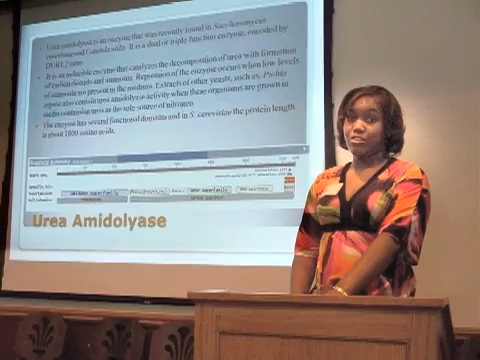 • Urea amidolyase is an enzyme that was recently found in Saccharomyces
cerevisiae and Candida utilis. It is a dual or triple function enzyme, encoded by
DUR1,2 gene
• It is an inducible enzyme that catalyzes the decomposition of urea with formation
of carbon dioxide and ammonia. Repression of the enzyme occurs when low levels
of ammonia are present in the medium. Extracts of other yeasts, such as, Pichia
also contain urea amidolyase activity when these organisms are grown in
media containing urea as the sole source of nitrogen.
• The enzyme has several functional domains and in S. cerevisiae the protein length
is about 1800 amino acids.
Urea Amidolyase